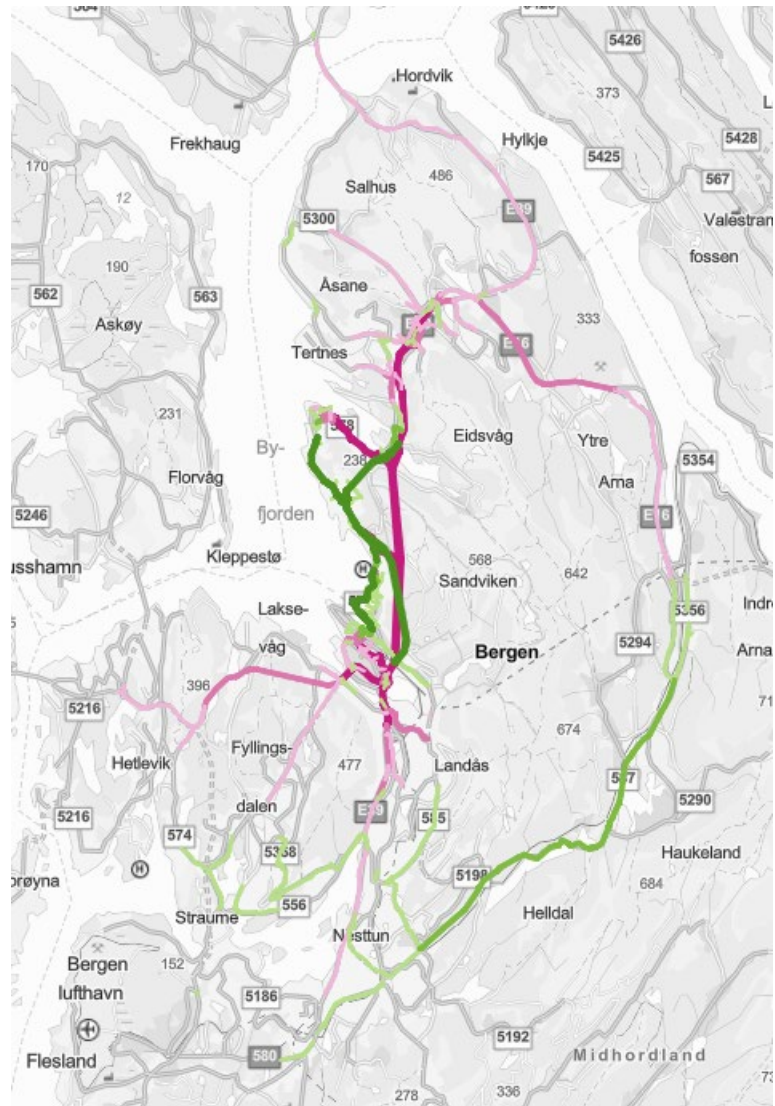 5426
Hordvik
373
L
Frekhaug
Hylkje
5428
170
486
5425
Salhus
567
12
E39
Valestran
5300
fossen
190
Åsane
562
563
Askøy
333
Tertnes
E16
231
By-
238
Eidsvåg
Ytre
Florvåg
5354
Arna
5246
fjorden
E16
Kleppestø
568
usshamn
H
642
Sandviken
Lakse-
5356
Indre
våg
Bergen
5294
Arna
396
5216
71
674
Fyllings-
Hetlevik
477
Landås
587
dalen
5290
5216
E39
585
574
Haukeland
H
5198
røyna
684
556
Helldal
Straume
Nesttun
Bergen
152
lufthavn
5186
5192
Flesland
580
Midhordland
278
336
73